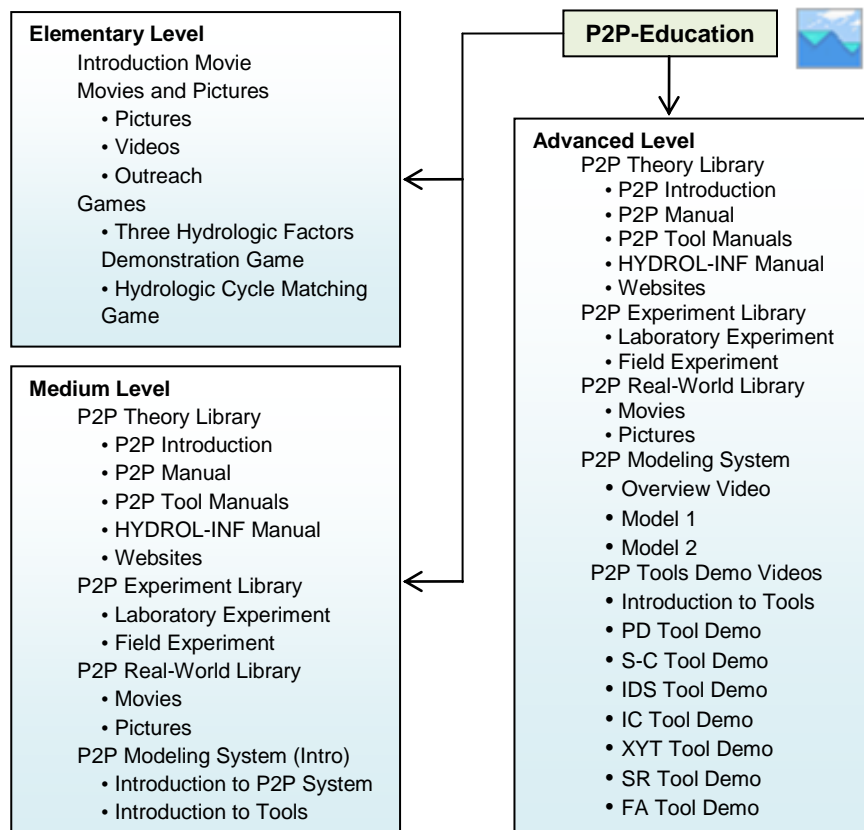 P2P-Education
Elementary Level
Introduction Movie
Movies and Pictures
• Pictures
• Videos
• Outreach
Games
• Three Hydrologic Factors
Demonstration Game
• Hydrologic Cycle Matching
Game
Medium Level
P2P Theory Library
• P2P Introduction
• P2P Manual
• P2P Tool Manuals
• HYDROL-INF Manual
• Websites
P2P Experiment Library
• Laboratory Experiment
• Field Experiment
P2P Real-World Library
• Movies
• Pictures
P2P Modeling System (Intro)
• Introduction to P2P System
• Introduction to Tools
Advanced Level
P2P Theory Library
• P2P Introduction
• P2P Manual
• P2P Tool Manuals
• HYDROL-INF Manual
• Websites
P2P Experiment Library
• Laboratory Experiment
• Field Experiment
P2P Real-World Library
• Movies
• Pictures
P2P Modeling System
• Overview Video
• Model 1
• Model 2
P2P Tools Demo Videos
• Introduction to Tools
• PD Tool Demo
• S-C Tool Demo
• IDS Tool Demo
• IC Tool Demo
• XYT Tool Demo
• SR Tool Demo
• FA Tool Demo